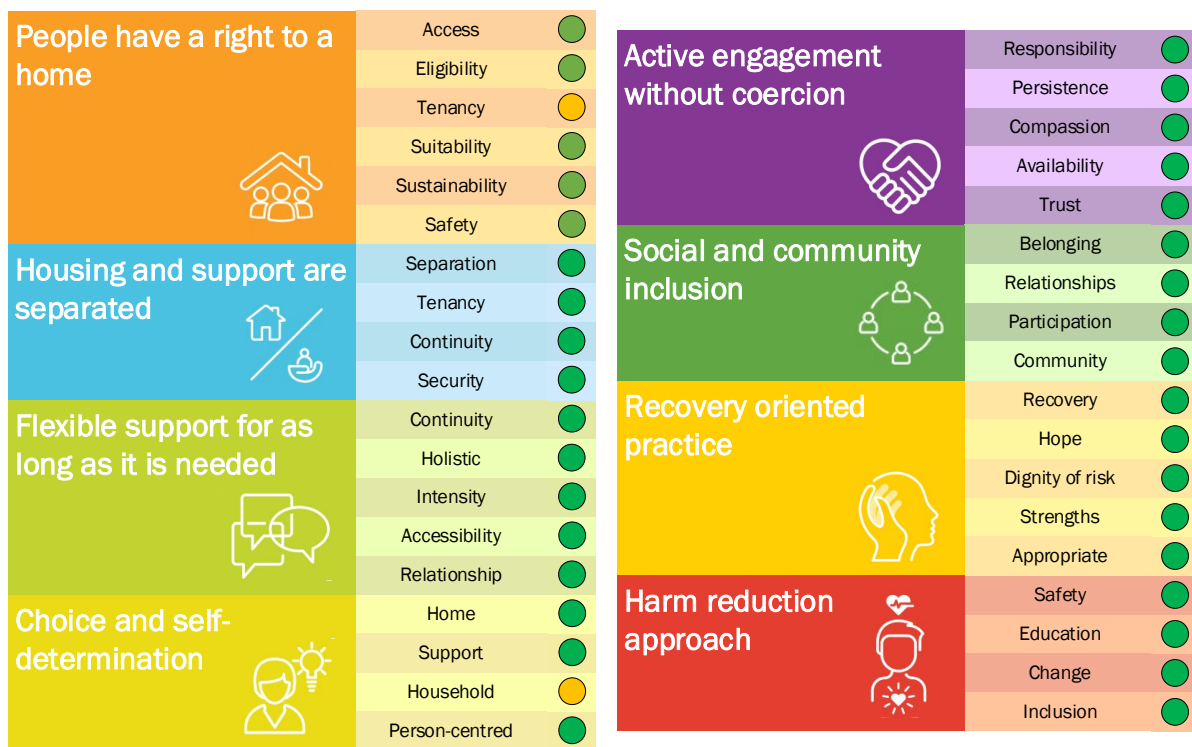 People have a right to a
home
Access
Eligibility
Tenancy
Suitability
Sustainability
Safety
Housing and support are
separated
Separation
Tenancy
Continuity
Security
Flexible support for as
long as it is needed
Continuity
Holistic
Intensity
Accessibility
Relationship
Choice and self-
determination
Home
Support
Household
Person-centred
Active engagement
without coercion
Responsibility
Persistence
Compassion
Availability
Trust
Social and community
inclusion
Belonging
Relationships
Participation
Community
Recovery oriented
practice
Recovery
Hope
Dignity of risk
Strengths
Appropriate
Harm reduction
approach
Safety
Education
Change
Inclusion